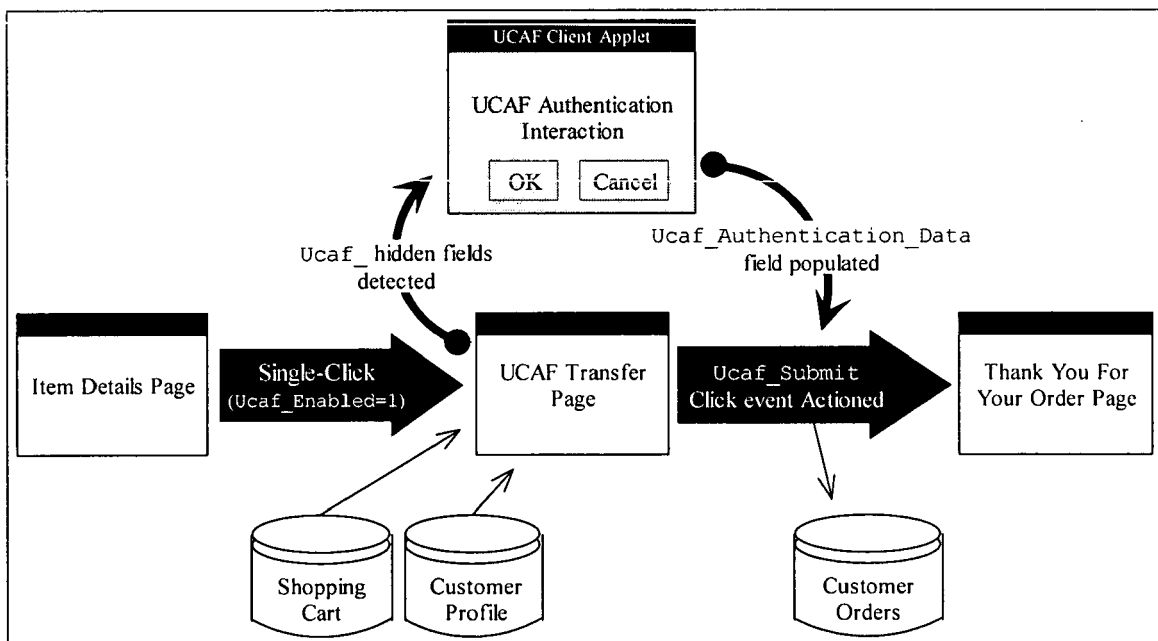 UCAF Client Applet
UCAF Authentication
Interaction
OK
Cancel
Ucaf_ hidden fields
detected
Ucaf_Authentication_Data
field populated
Item Details Page
Single-Click
(Ucaf_Enabled=1)
UCAF Transfer
Page
Ucaf_Submit
Click event Actioned
Thank You For
Your Order Page
Shopping
Cart
Customer
Profile
Customer
Orders